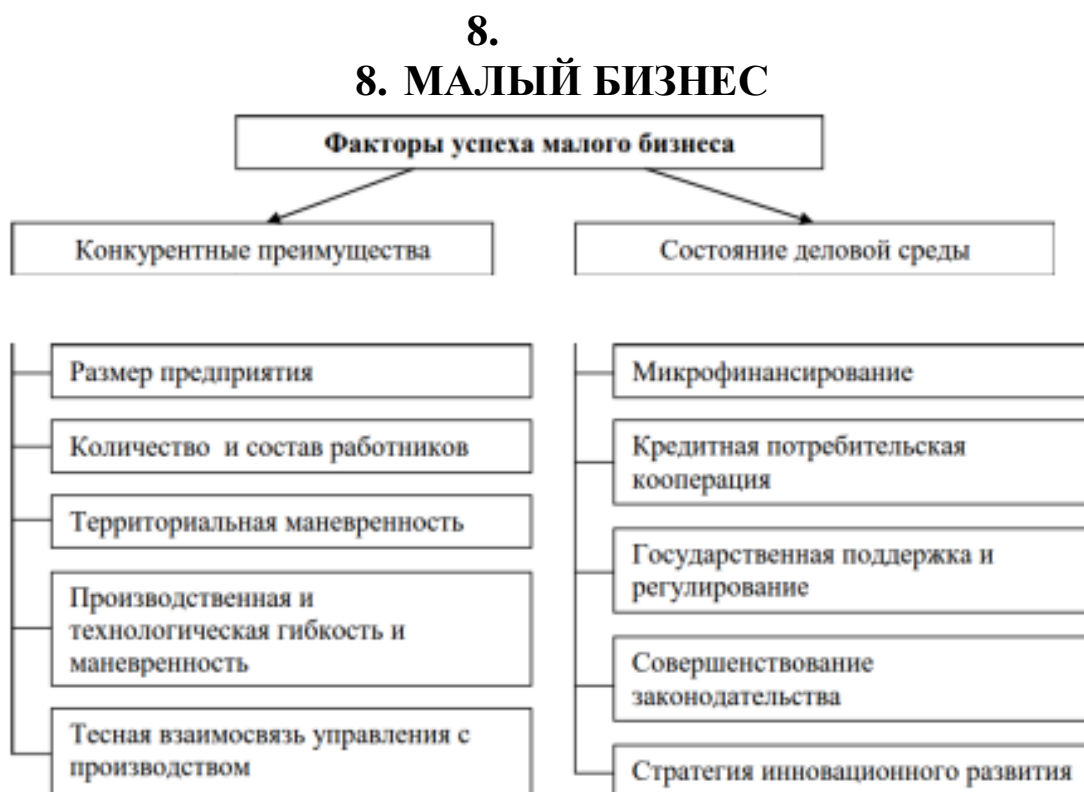 8.
8. МАЛЫЙ БИЗНЕС
Факторы успеха малого бизнеса
Конкурентные преимущества
Состояние деловой среды
Размер предприятия
Количество и состав работников
Территориальная маневренность
Производственная и
технологическая гибкость и
маневренность
Тесная взаимосвязь управления с
производством
Микрофинансирование
Кредитная потребительская
кооперация
Государственная поддержка и
регулирование
Совершенствование
законодательства
Стратегия инновационного развития